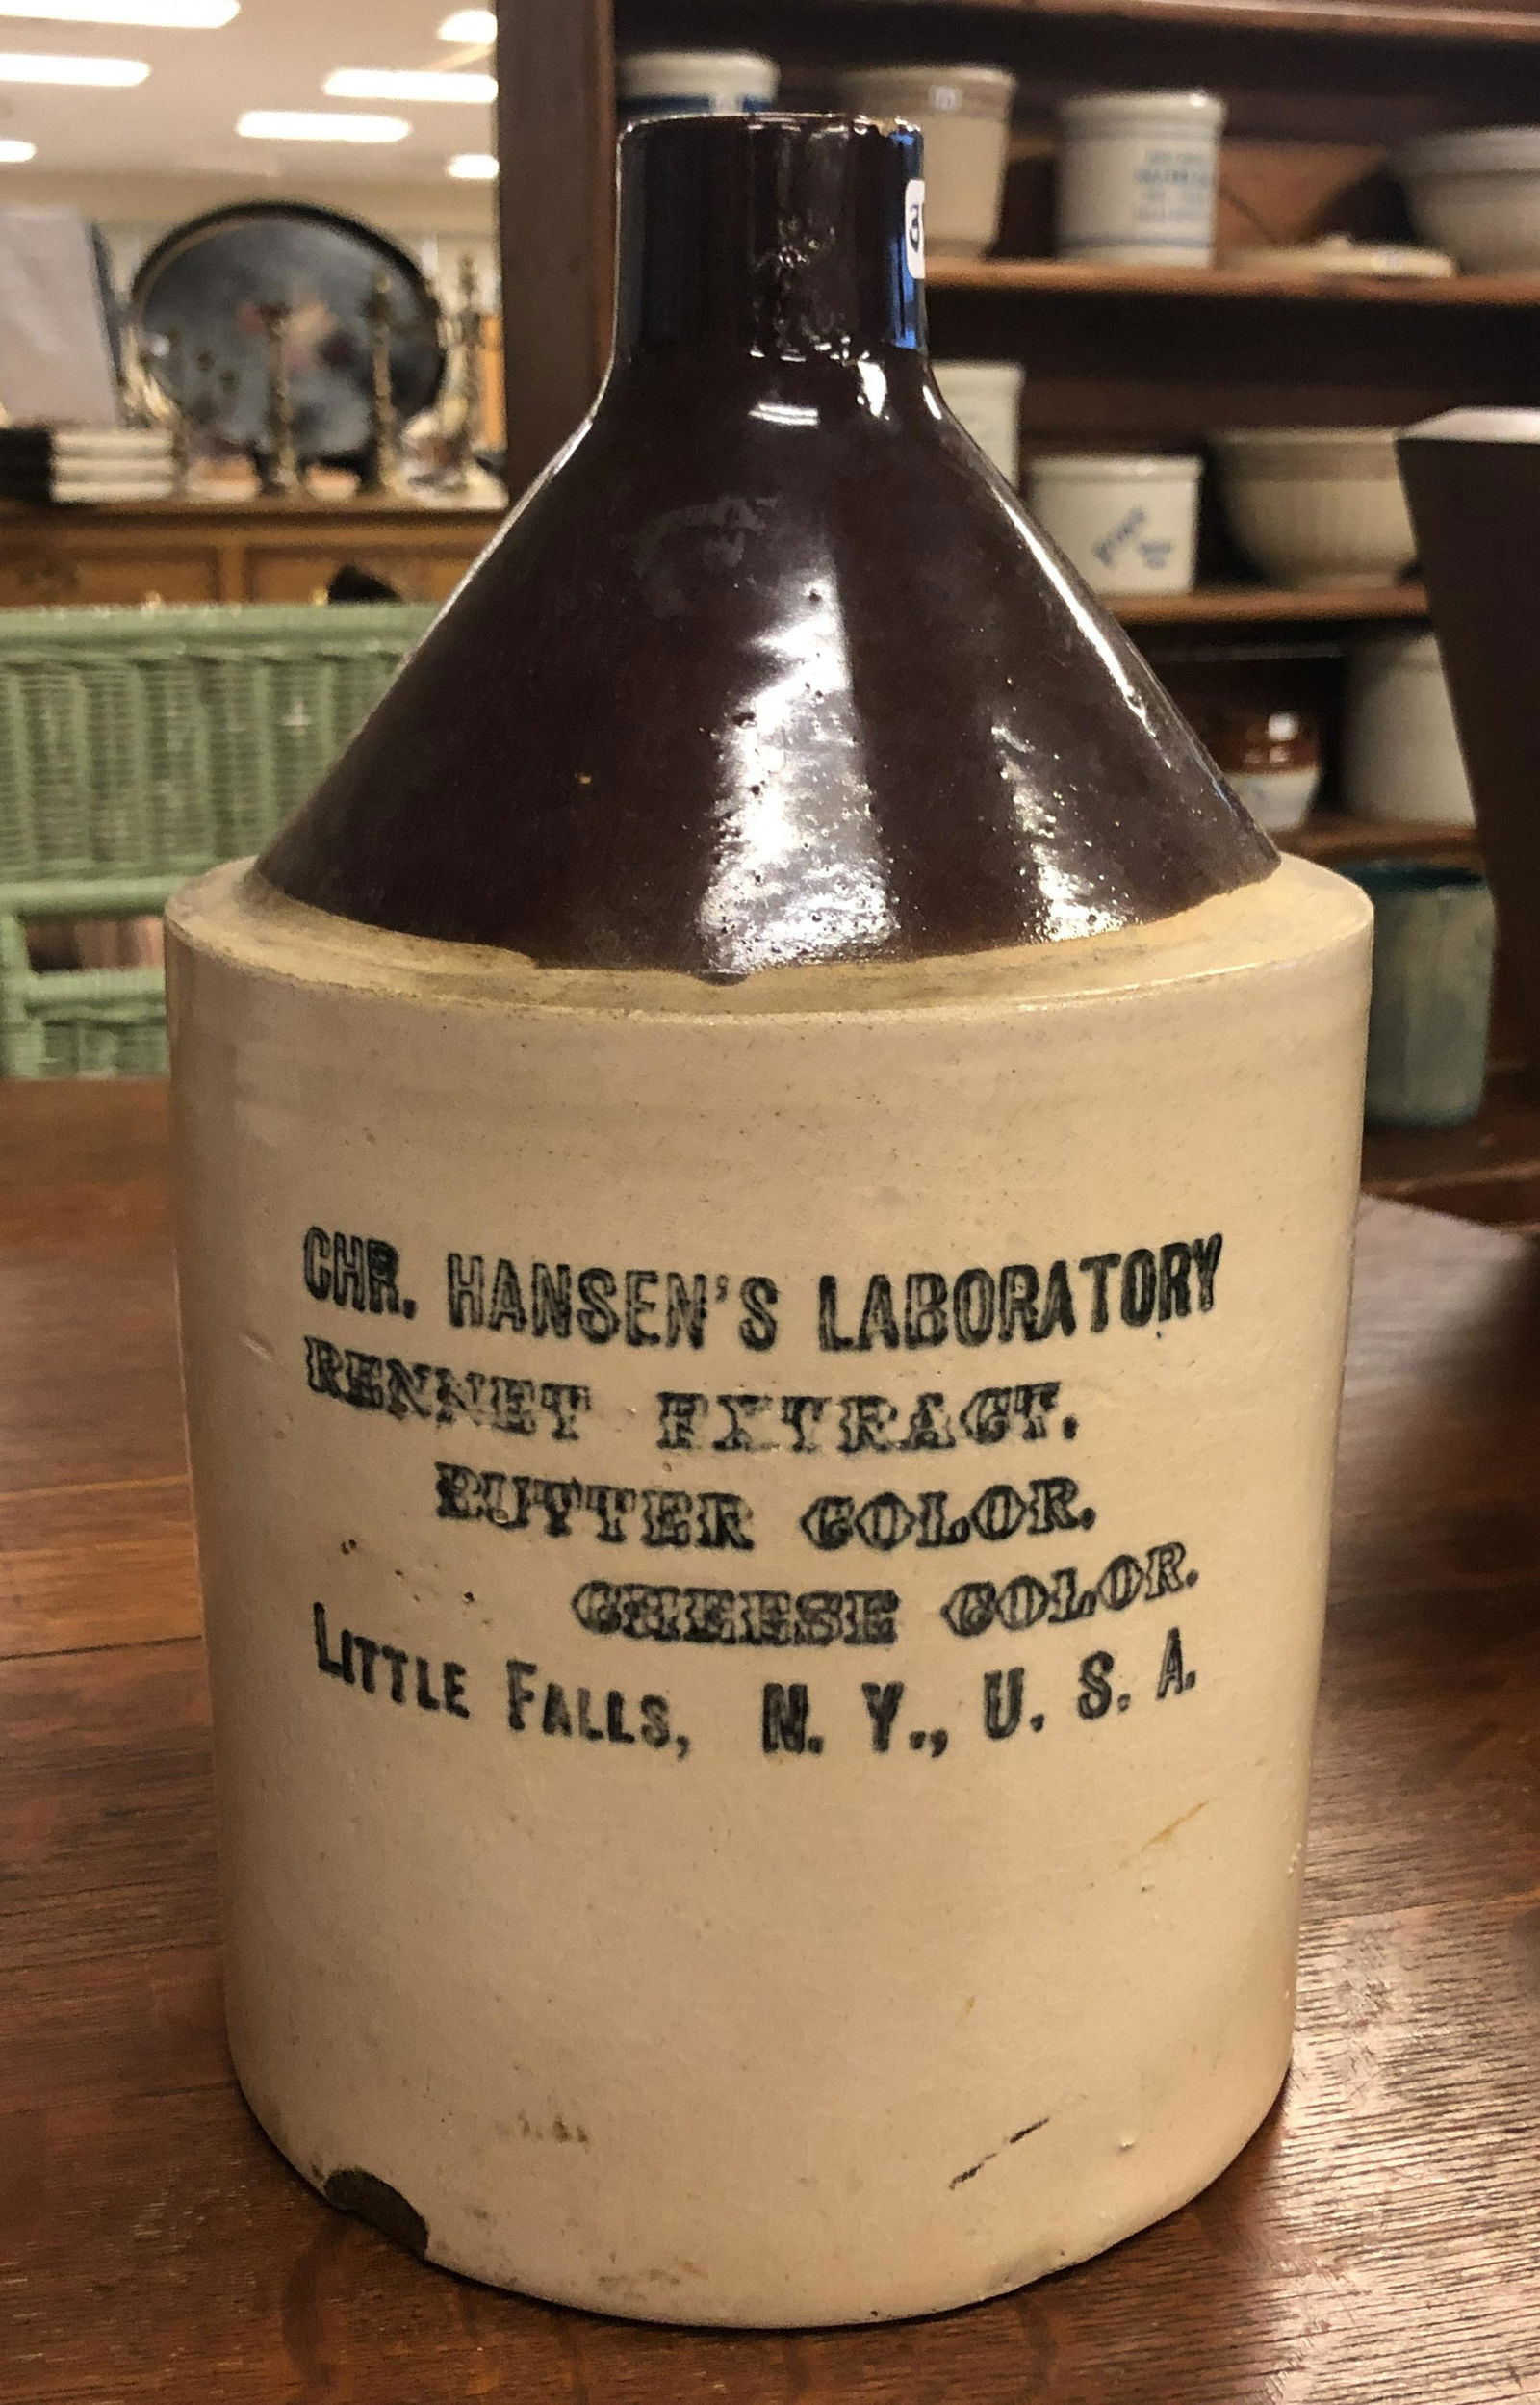 CHR. HANSEN'S LABORATORY
RENNET EXTRACT.
BUTTER COLOR.
CHEESE COLOR.
LITTLE FALLS, N. Y., U. S. A.